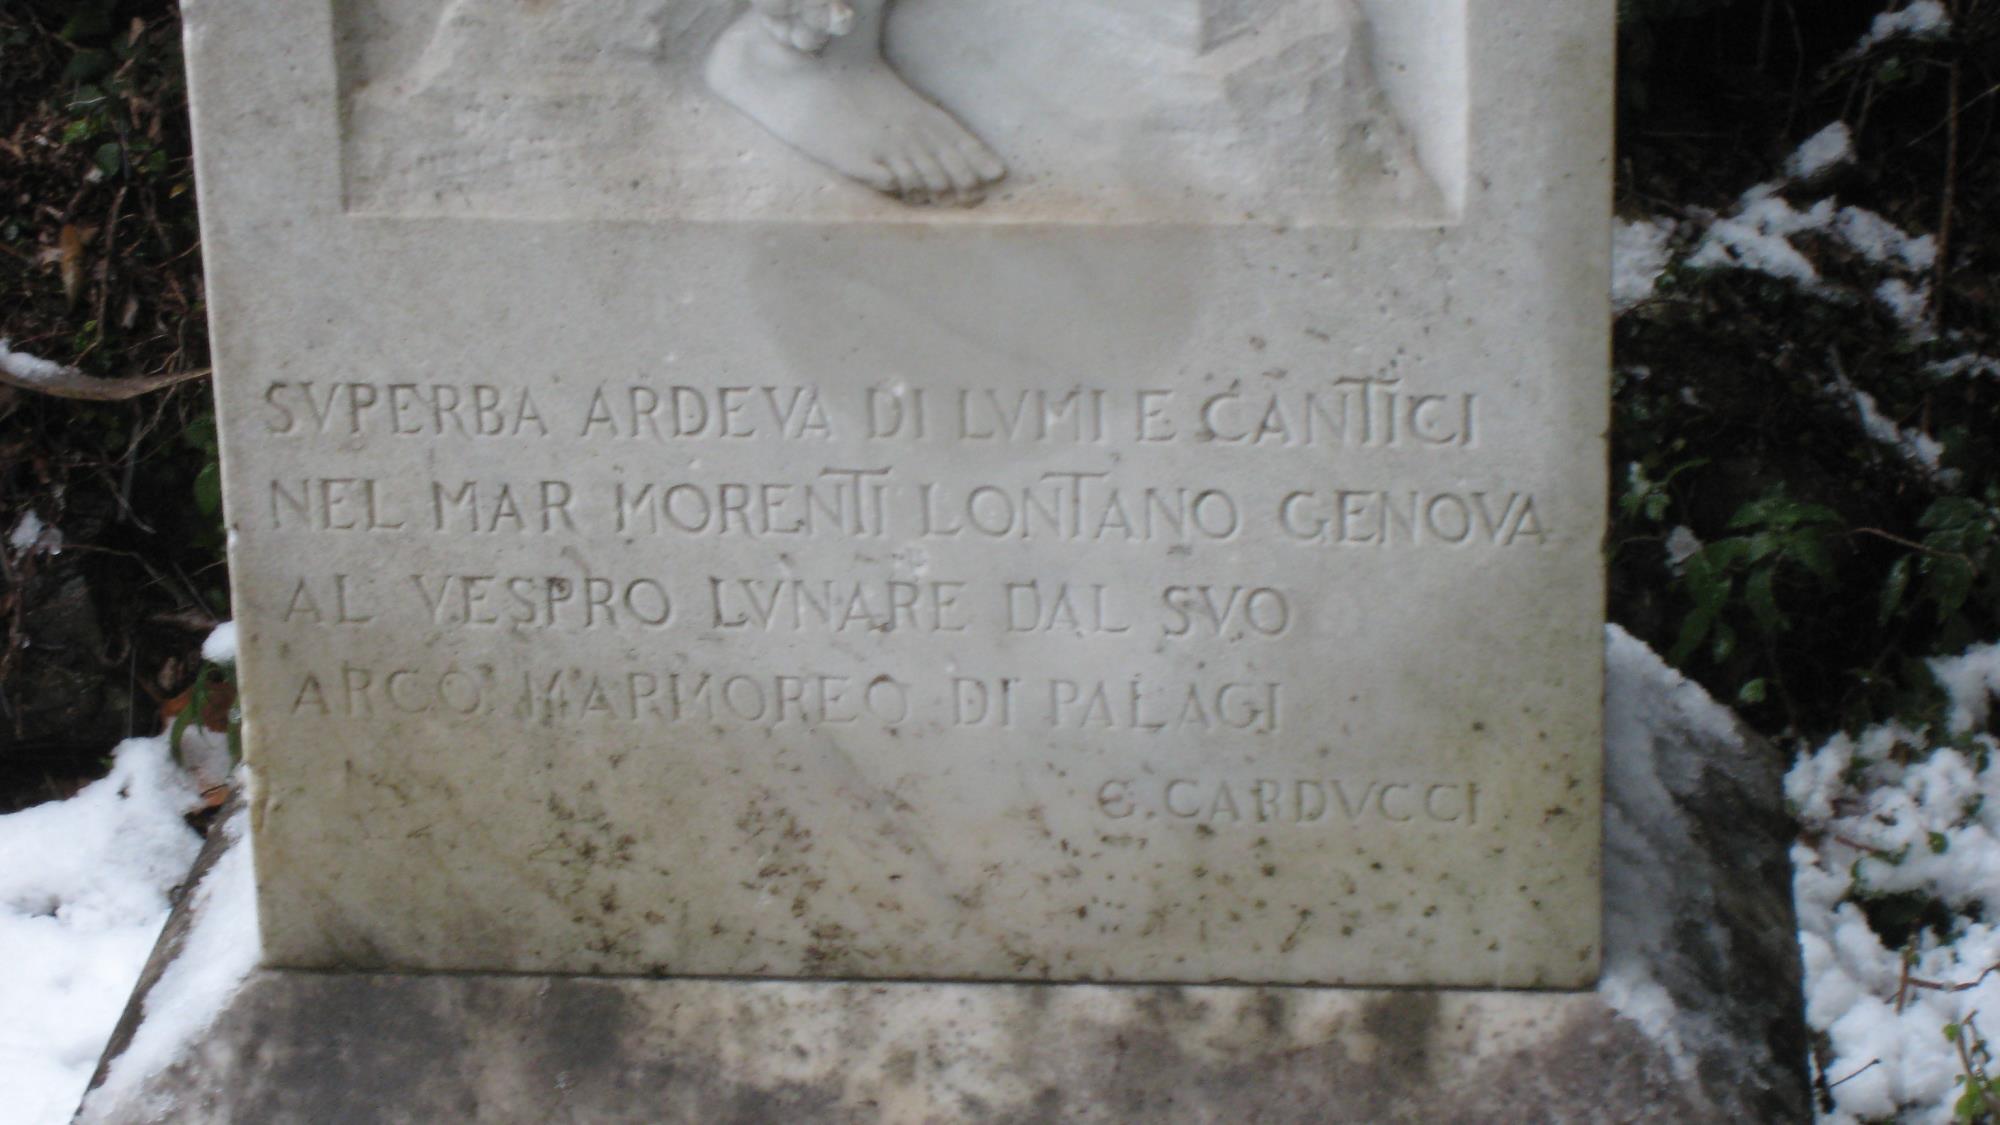 SVPERBA ARDEVA DI LVMI E CANTICI
NEL MAR MORENTI LONTANO GENOVA
AL VESPRO LVNARE DAL SVO
ARCO MARMOREO DI PALAGI
G. CARDVCCI